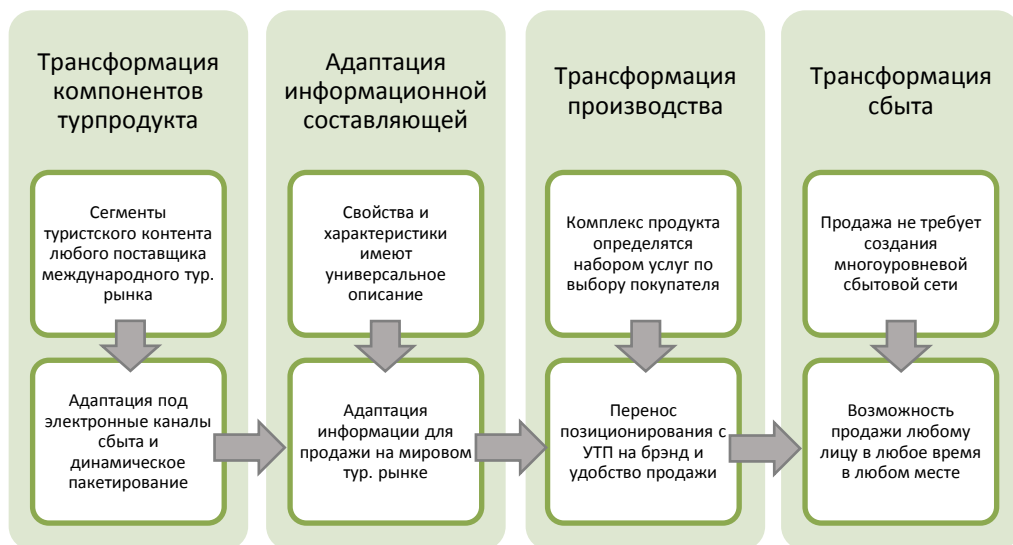 Трансформация
компонентов
турпродукта
Сегменты
туристского контента
любого поставщика
международного тур.
рынка
Адаптация под
электронные каналы
сбыта и
динамическое
пакетирование
Адаптация
информационной
составляющей
Свойства и
характеристики
имеют
универсальное
описание
Адаптация
информации для
продажи на мировом
тур. рынке
Трансформация
производства
Комплекс продукта
определятся
набором услуг по
выбору покупателя
Перенос
позиционирования с
УТП на брэнд и
удобство продажи
Трансформация
сбыта
Продажа не требует
создания
многоуровневой
сбытовой сети
Возможность
продажи любому
лицу в любое время
в любом месте